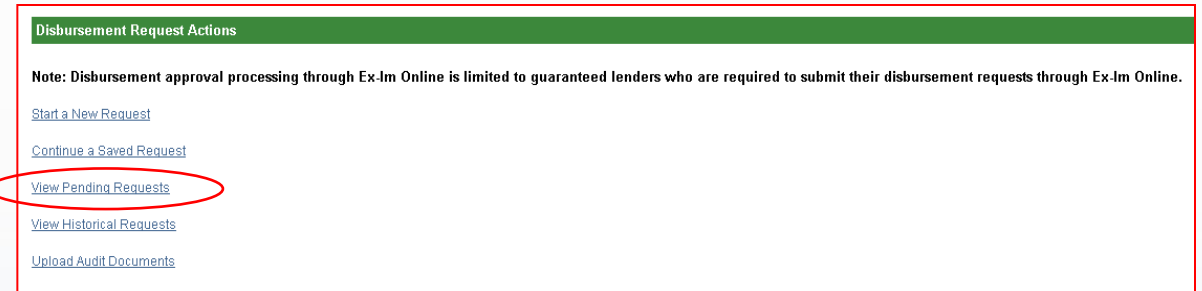 Disbursement Request Actions
Note: Disbursement approval processing through Ex-Im Online is limited to guaranteed lenders who are required to submit their disbursement requests through Ex-Im Online.
Start a New Request
Continue a Saved Request
View Pending Requests
View Historical Requests
Upload Audit Documents